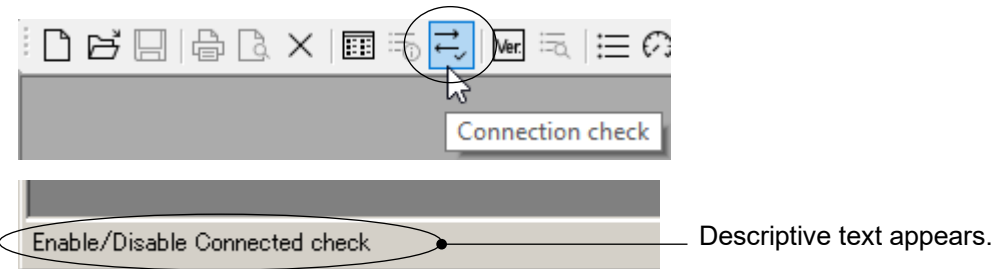 Ver.
Connection check
Enable/Disable Connected check
Descriptive text appears.